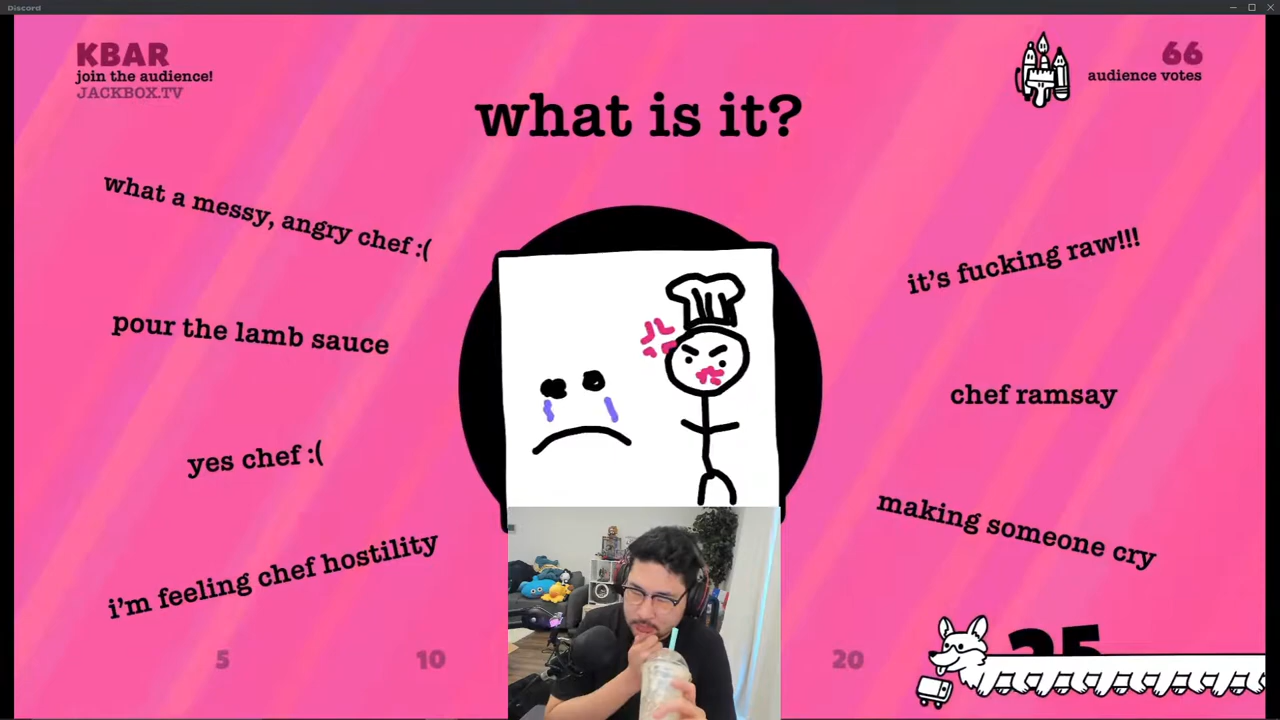 Discord
KBAR
join the audience!
JACKBOX.TV
66
audience votes
what is it?
what a messy, angry chef :(
pour the lamb sauce
yes chef :(
i'm feeling chef hostility
it's fucking raw!!!
chef ramsay
making someone cry
5
10
20
25